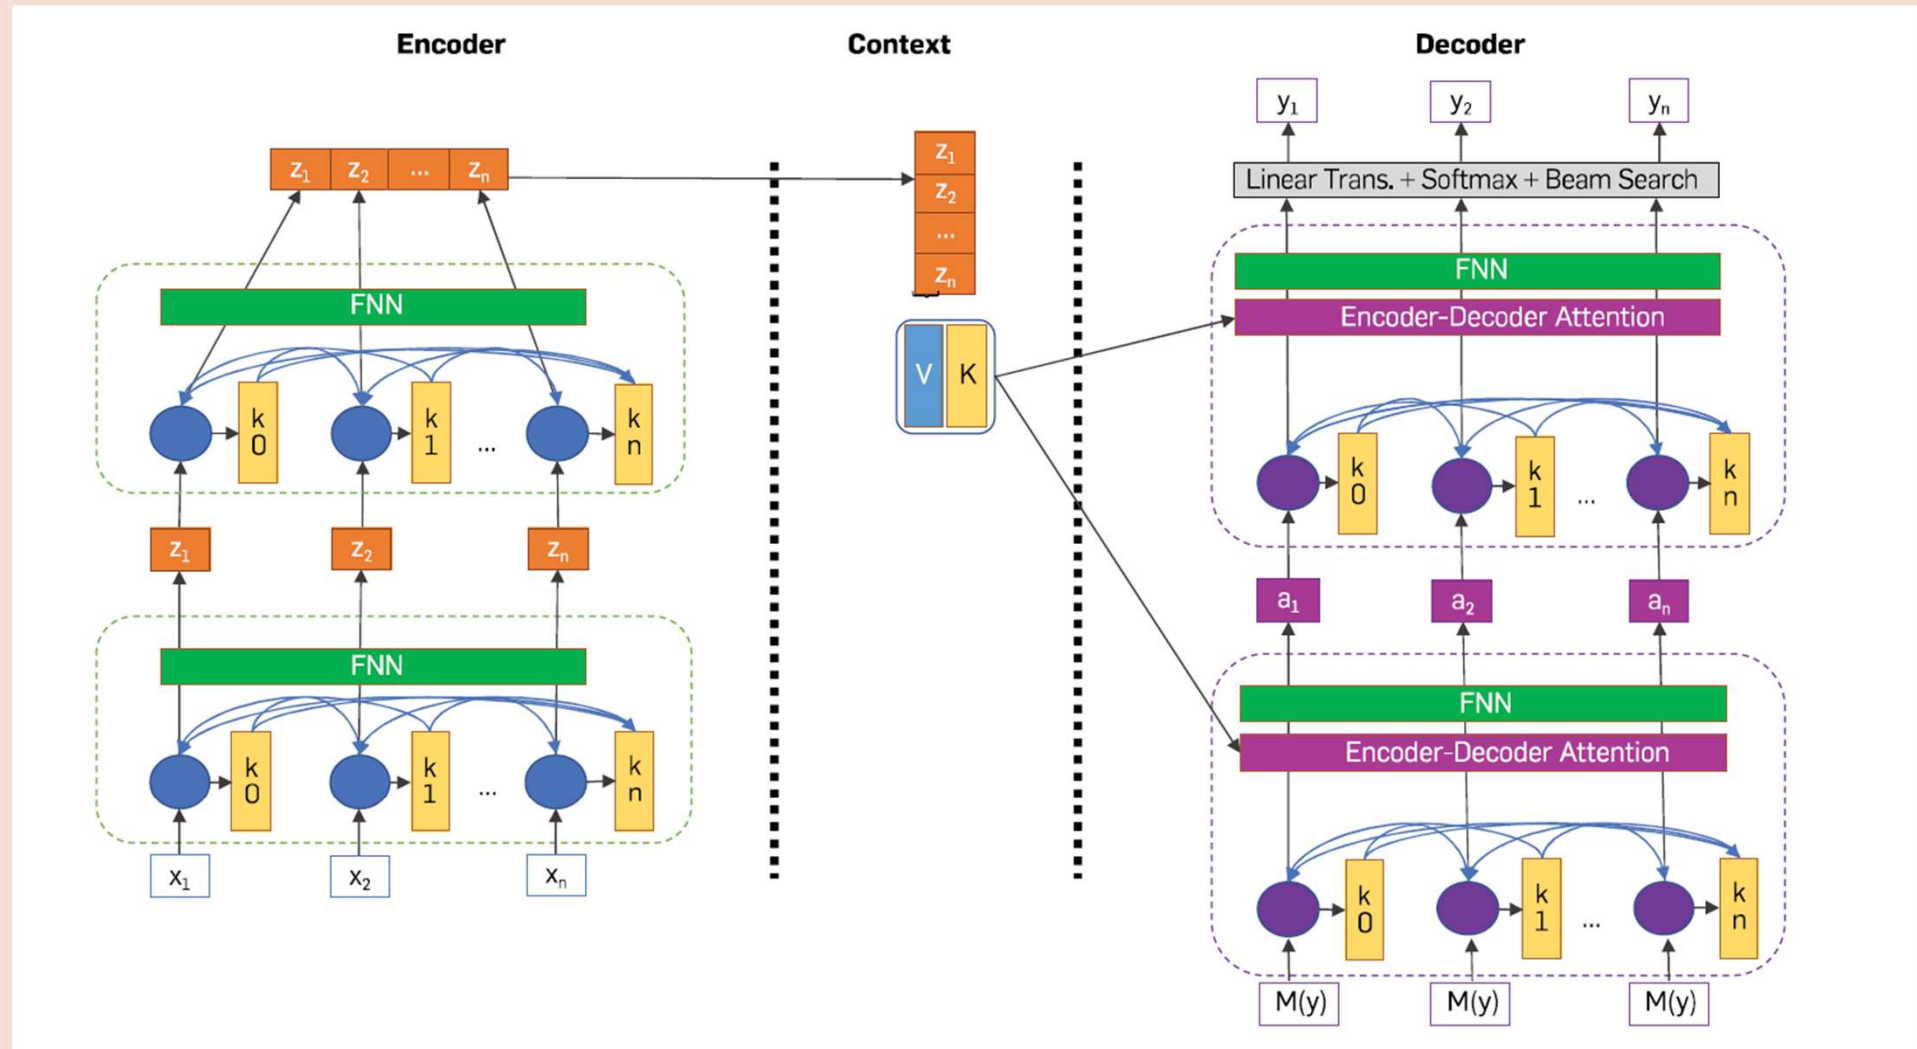 Encoder
Context
Decoder
z1 z2 ... zn
FNN
k 0
k 1
...
k n
z1
z2
zn
FNN
k 0
k 1
...
k n
x1
x2
xn
z1
z2
...
zn
V K
y1
y2
yn
Linear Trans. + Softmax + Beam Search
FNN
Encoder-Decoder Attention
k 0
k 1
...
k n
a1
a2
an
FNN
Encoder-Decoder Attention
k 0
k 1
...
k n
M(y)
M(y)
M(y)